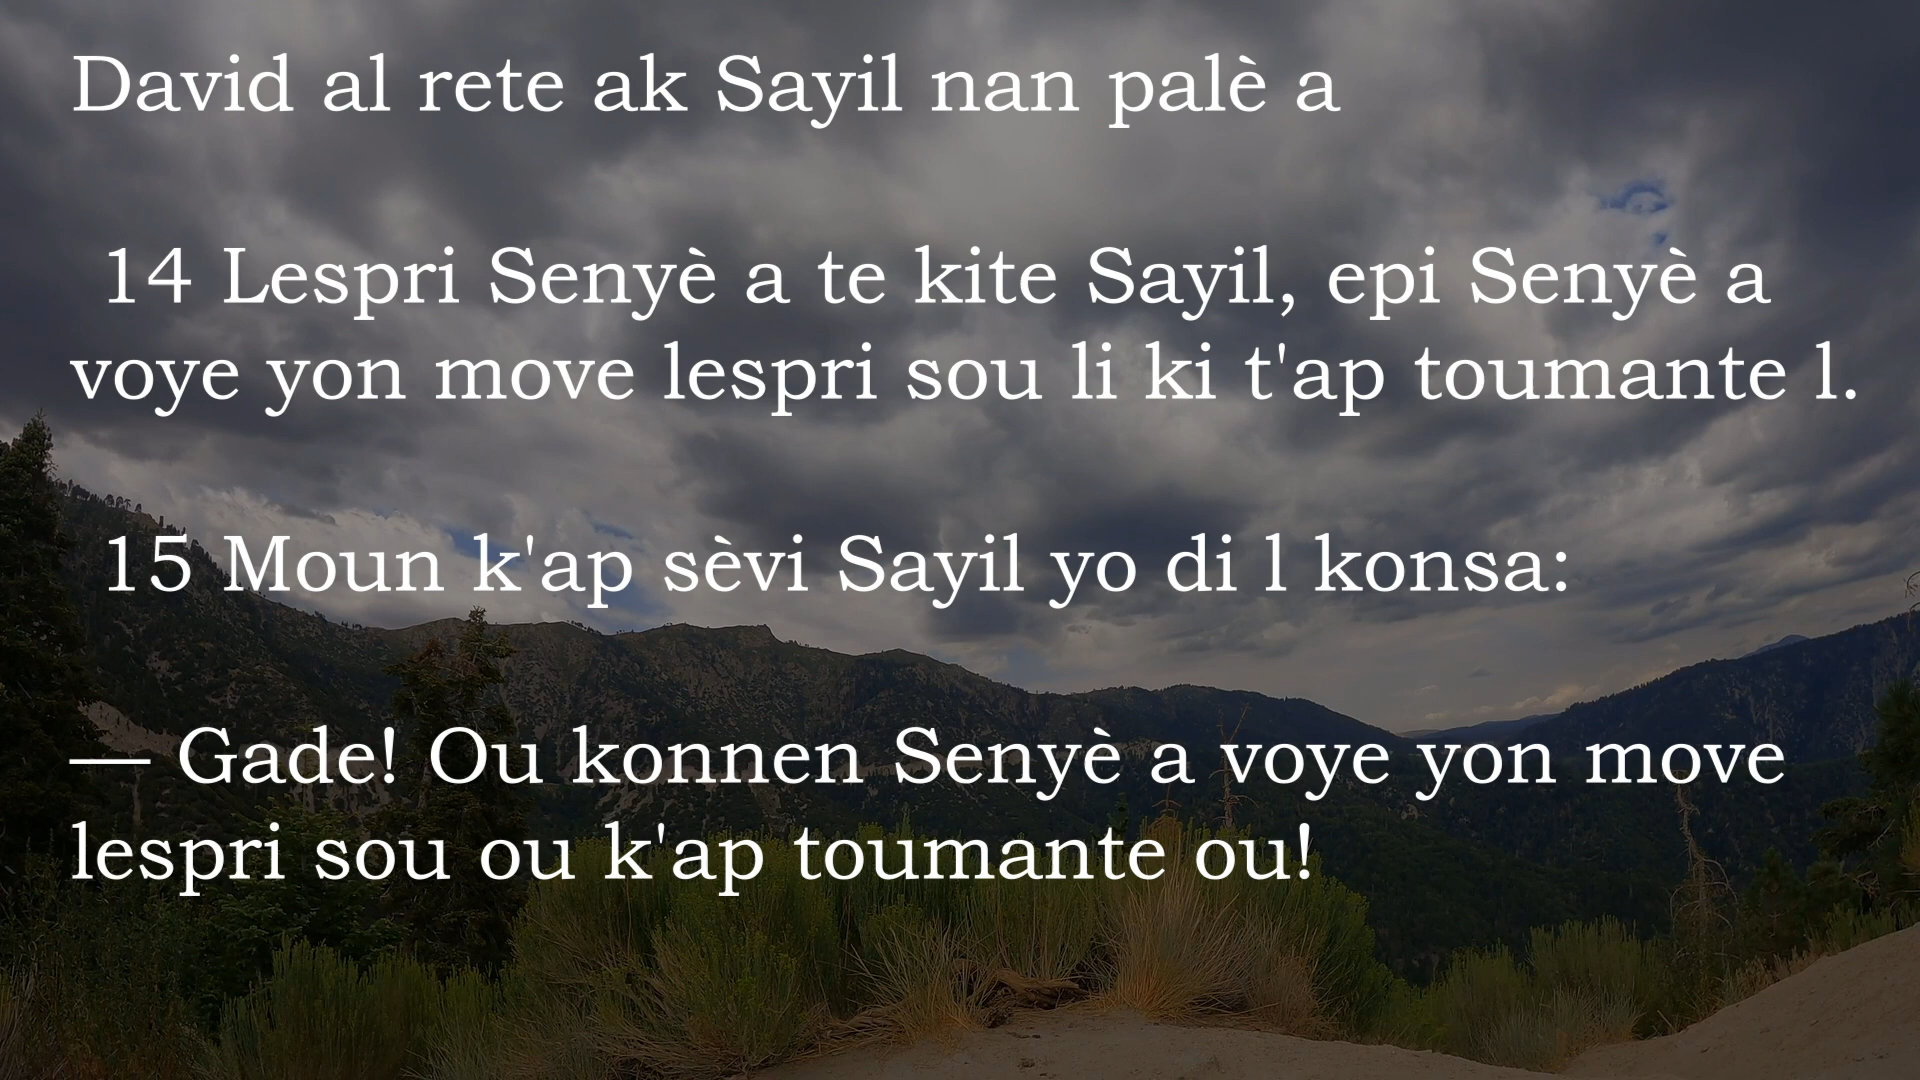 David al rete ak Sayil nan palè a
14 Lespri Senyè a te kite Sayil, epi Senyè a
voye yon move lespri sou li ki t'ap toumante l.
15 Moun k'ap sèvi Sayil yo di l konsa:
— Gade! Ou konnen Senyè a voye yon move
lespri sou ou k'ap toumante ou!